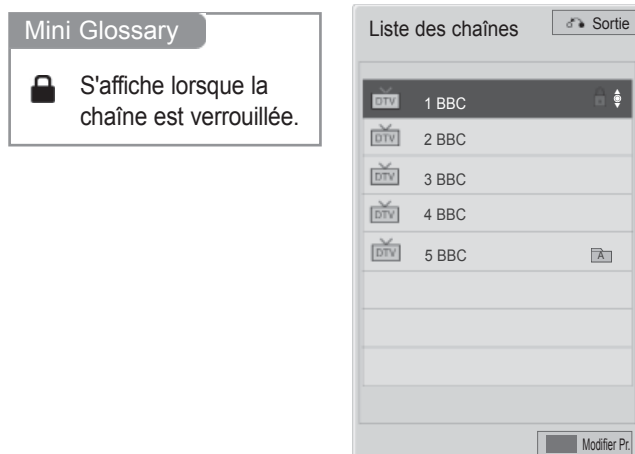 Mini Glossary
S'affiche lorsque la
chaîne est verrouillée.
Liste des chaînes
Sortie
DTV 1 BBC
DTV 2 BBC
DTV 3 BBC
DTV 4 BBC
DTV 5 BBC A
Modifier Pr.